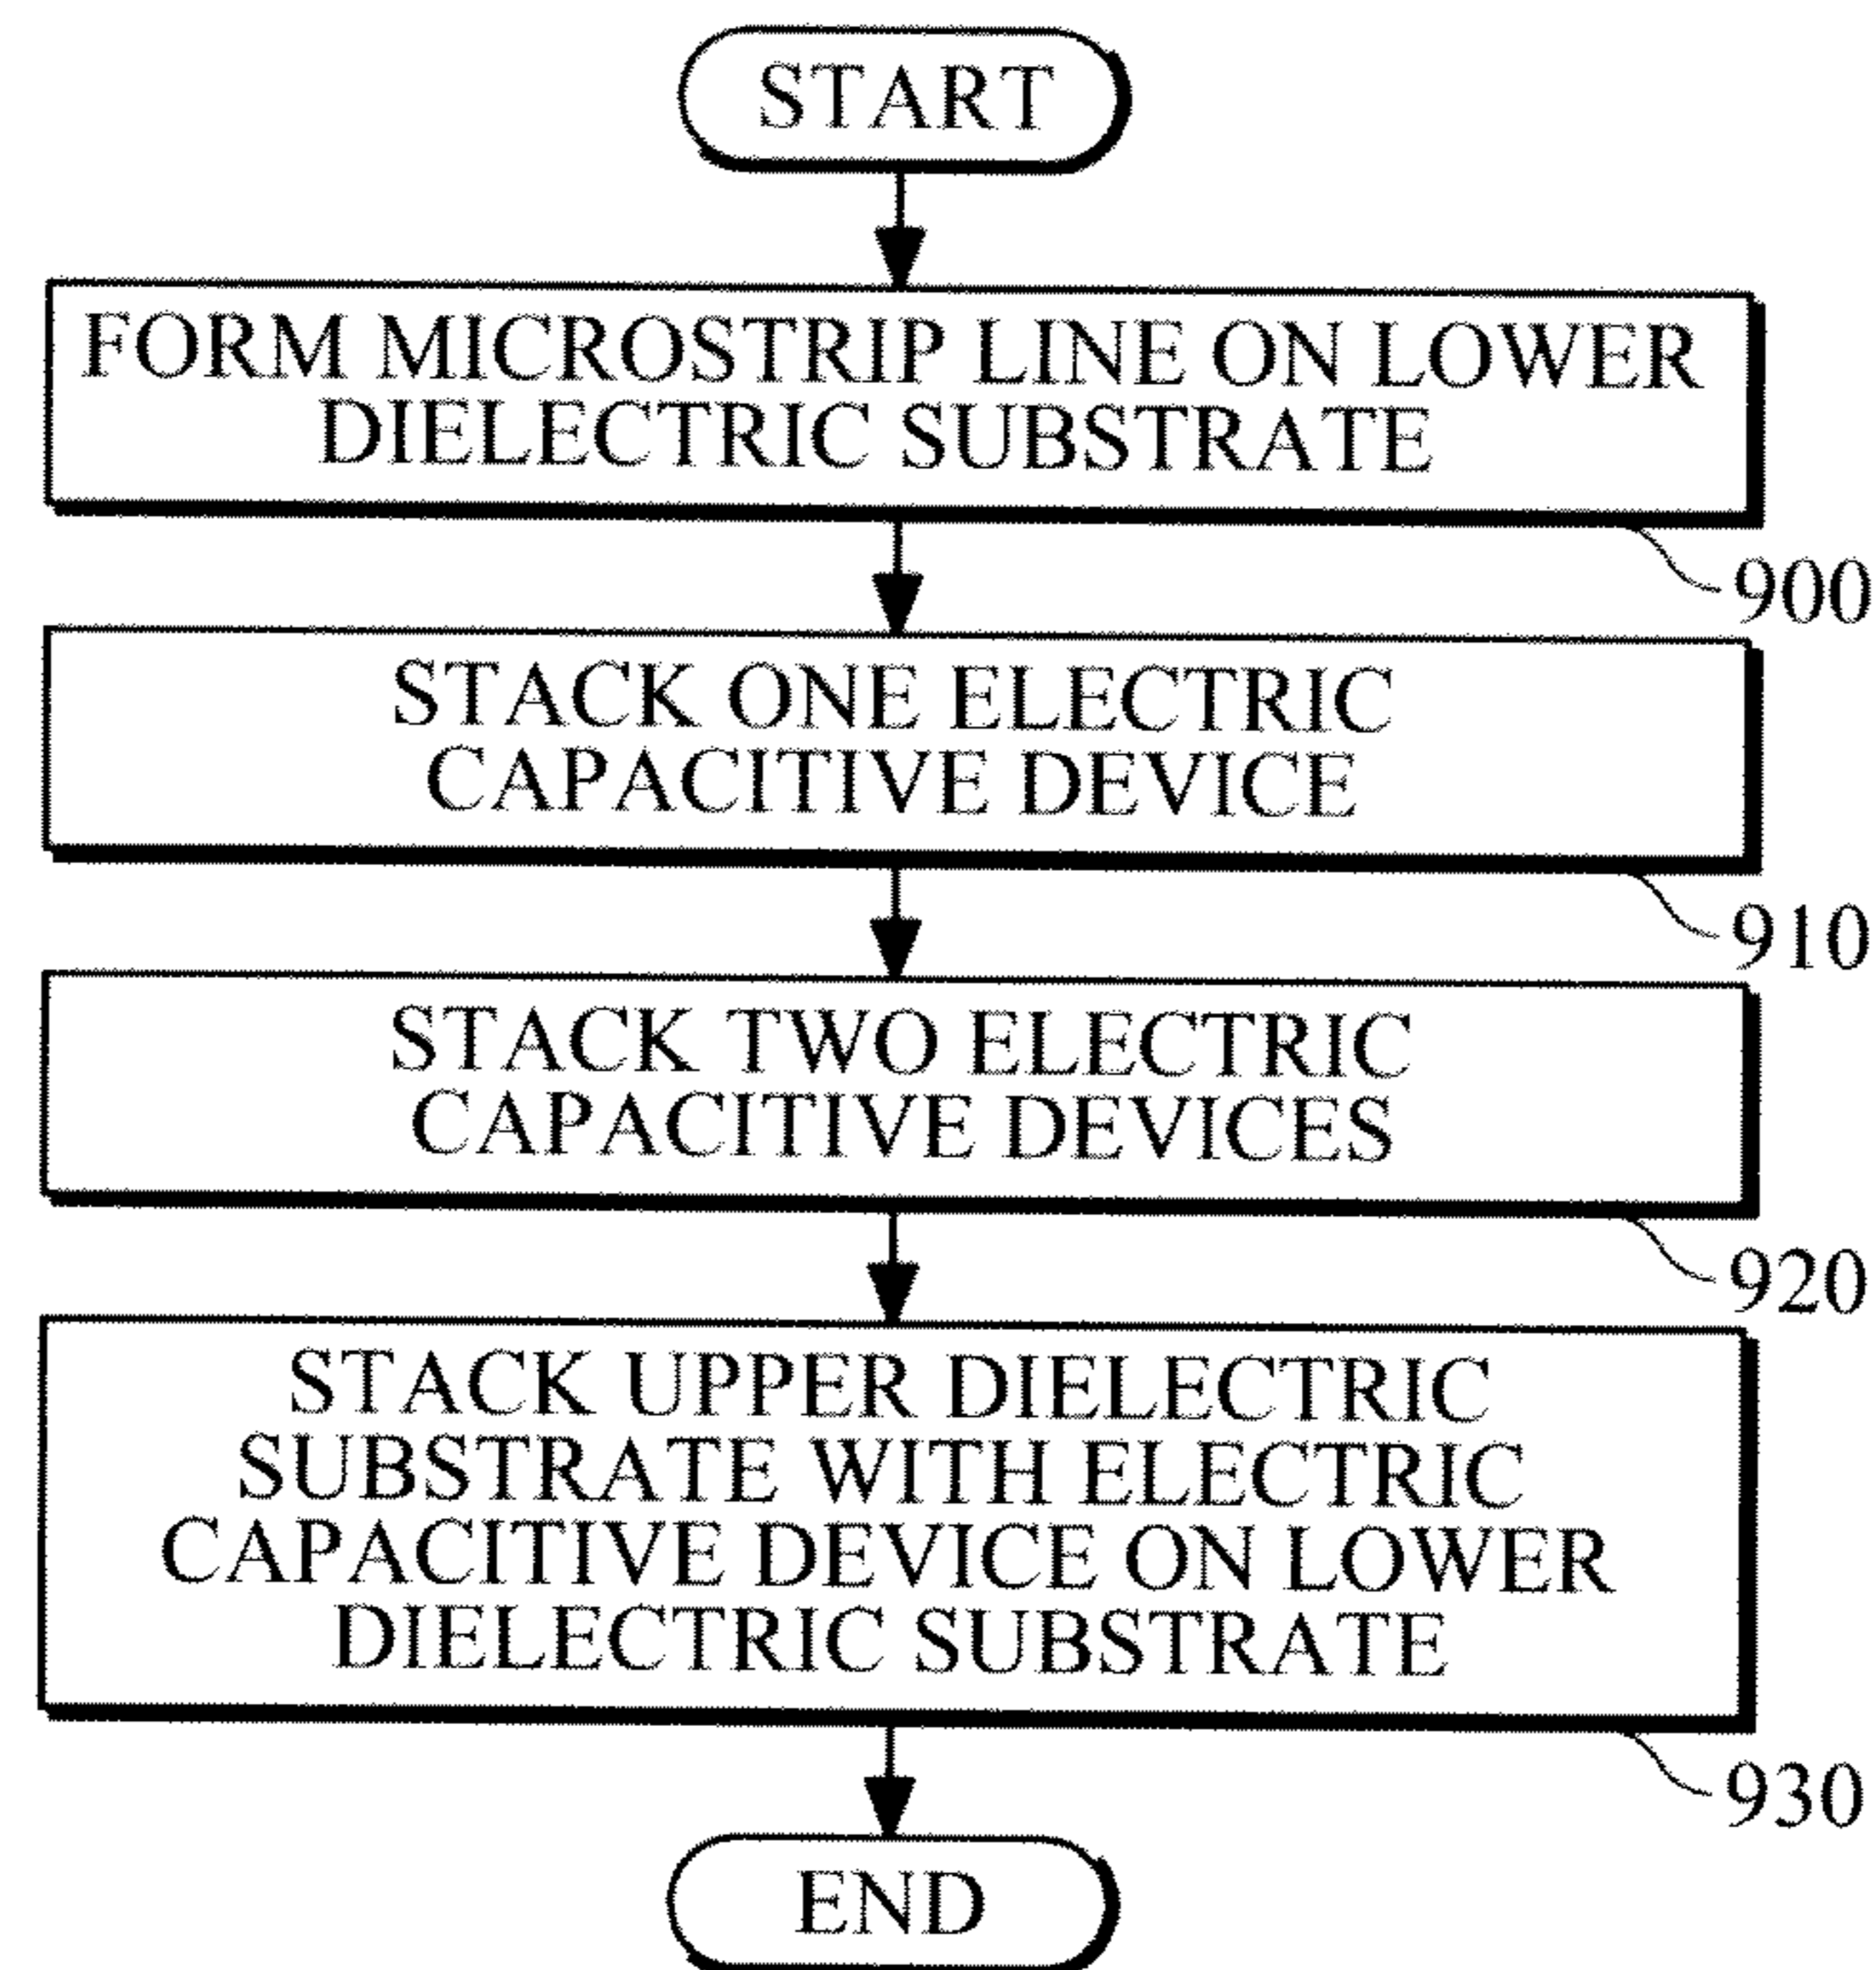 START
FORM MICROSTRIP LINE ON LOWER
DIELECTRIC SUBSTRATE
900
STACK ONE ELECTRIC
CAPACITIVE DEVICE
910
STACK TWO ELECTRIC
CAPACITIVE DEVICES
920
STACK UPPER DIELECTRIC
SUBSTRATE WITH ELECTRIC
CAPACITIVE DEVICE ON LOWER
DIELECTRIC SUBSTRATE
930
END